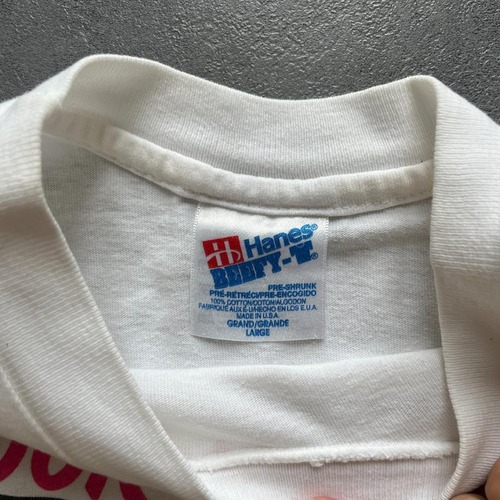 Hanes®
BEEFY-T®
PRE-SHRUNK
PRE-RÉTRÉCI/PRE-ENCOGIDO
100% COTTON/COTON/ALGODON
FABRIQUÉ AUX É-U/HECHO EN LOS E.U.A.
MADE IN U.S.A.
GRAND/GRANDE
LARGE